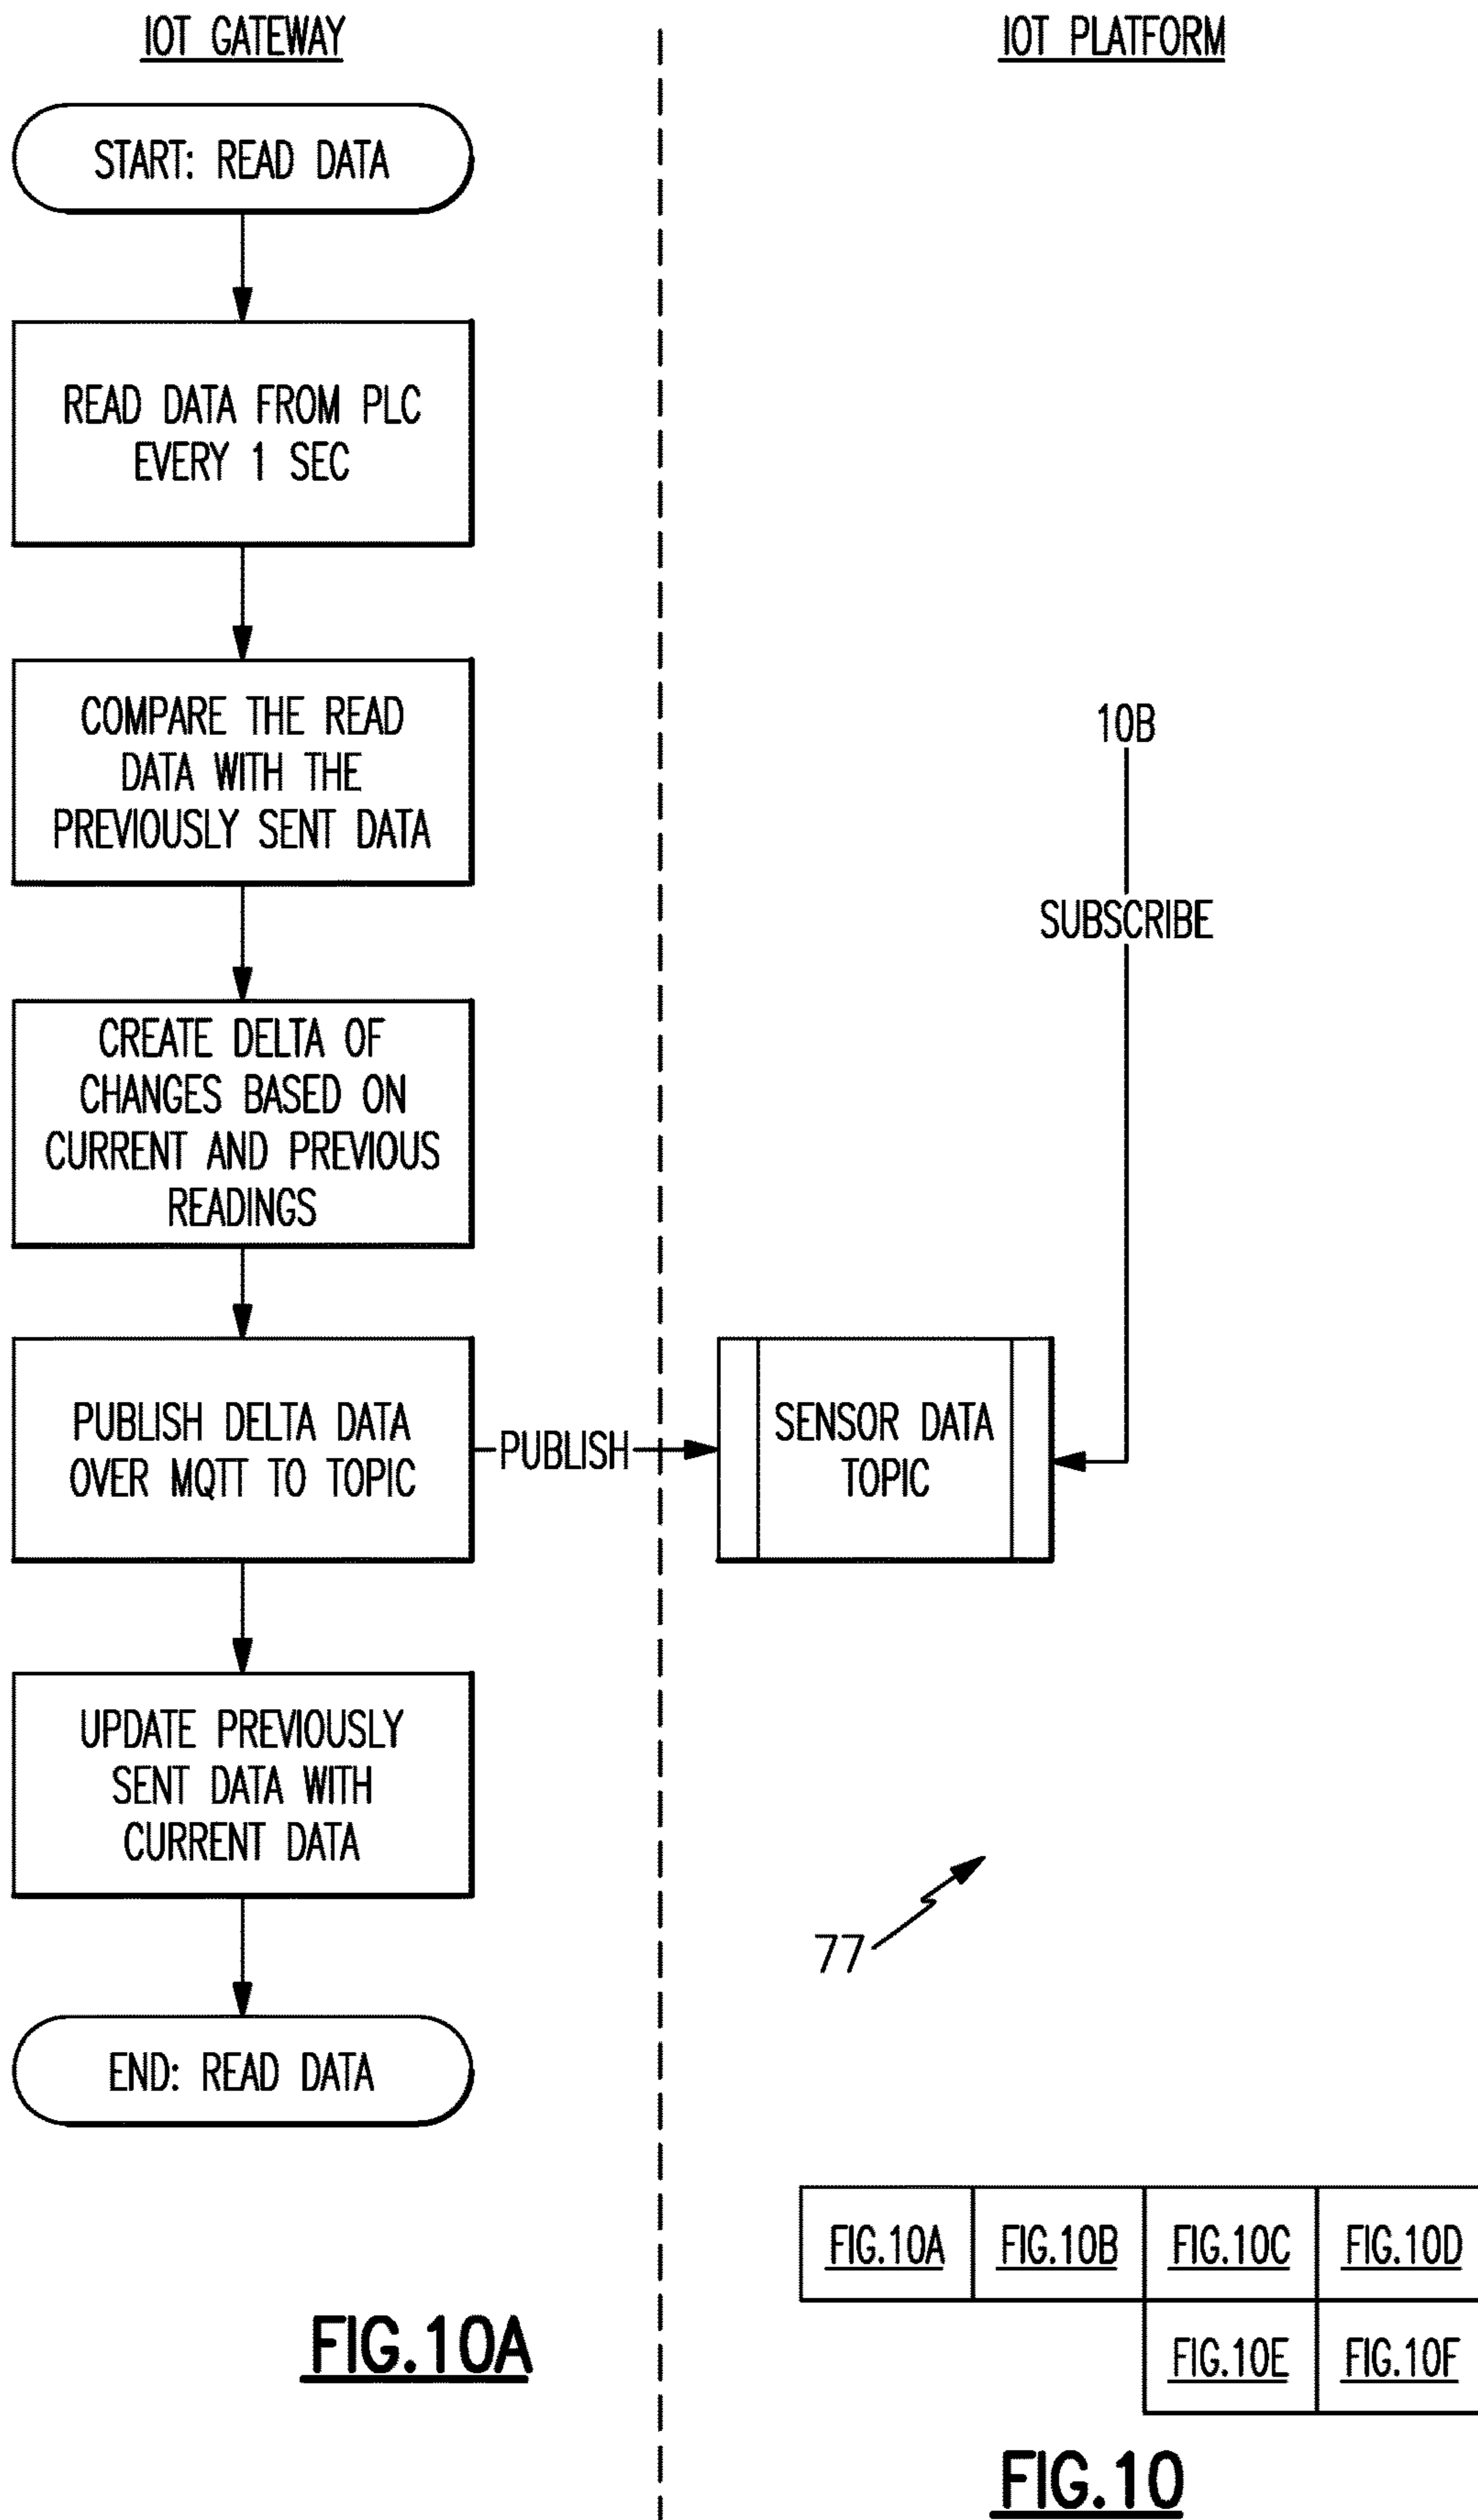 IOT GATEWAY
IOT PLATFORM
START: READ DATA
READ DATA FROM PLC
EVERY 1 SEC
COMPARE THE READ
DATA WITH THE
PREVIOUSLY SENT DATA
10B
SUBSCRIBE
CREATE DELTA OF
CHANGES BASED ON
CURRENT AND PREVIOUS
READINGS
PUBLISH DELTA DATA
OVER MQTT TO TOPIC
PUBLISH
SENSOR DATA
TOPIC
UPDATE PREVIOUSLY
SENT DATA WITH
CURRENT DATA
77
END: READ DATA
FIG.10A
FIG.10B
FIG.10C
FIG.10D
FIG.10E
FIG.10F
FIG.10A
FIG.10